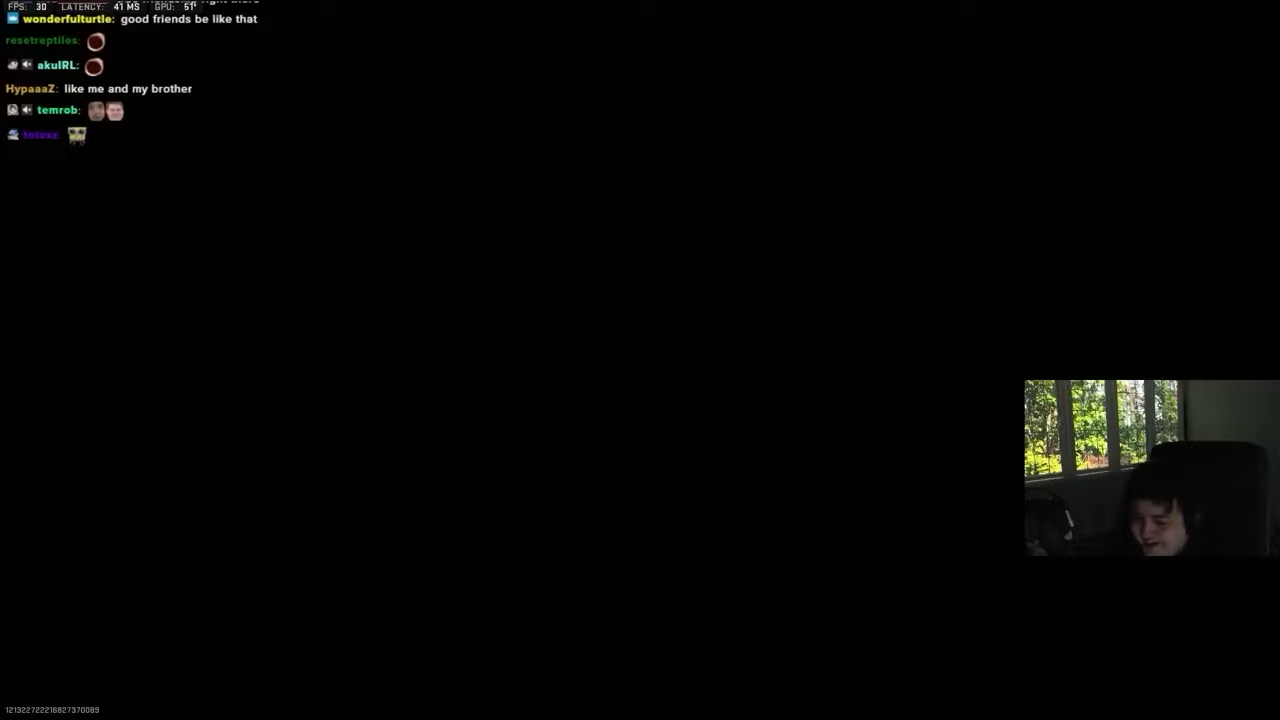 FPS: 30 LATENCY: 41 MS GPU: 51°
wonderfulturtle: good friends be like that
resetreptiles:
akuIRL:
HypaaaZ: like me and my brother
temrob: